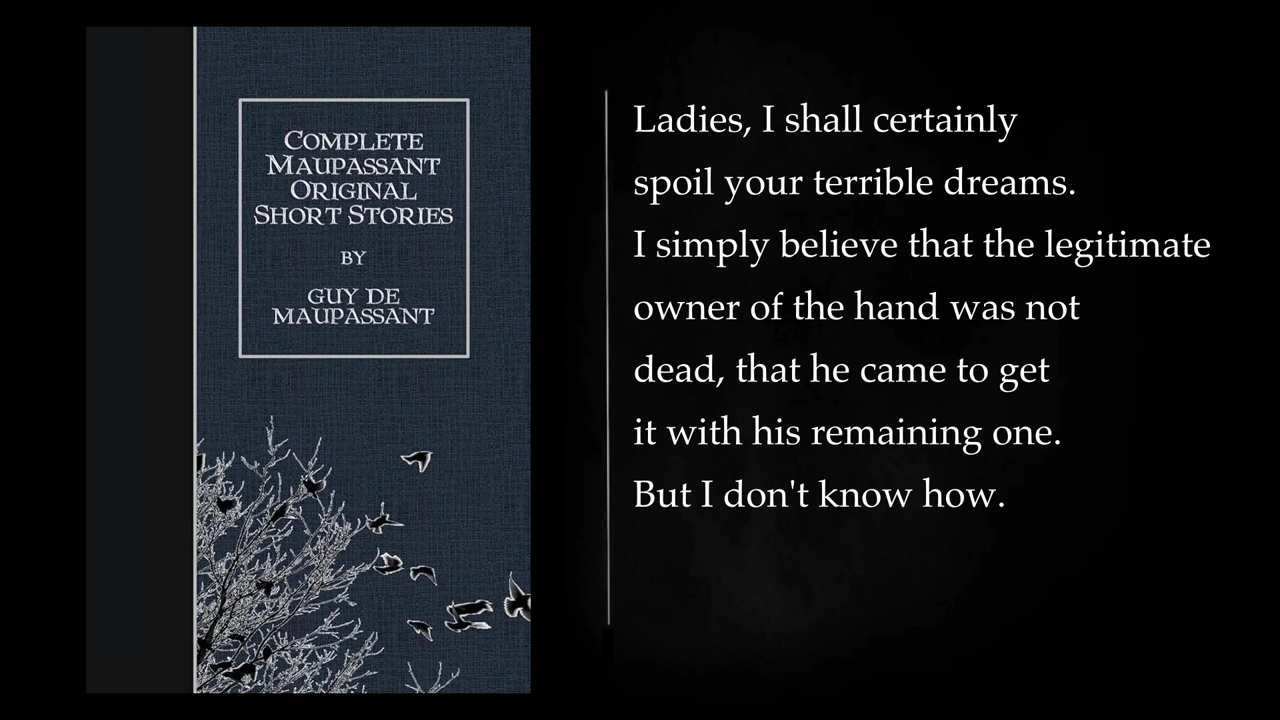 COMPLETE
MAUPASSANT
ORIGINAL
SHORT STORIES
BY
GUY DE
MAUPASSANT
Ladies, I shall certainly
spoil your terrible dreams.
I simply believe that the legitimate
owner of the hand was not
dead, that he came to get
it with his remaining one.
But I don't know how.